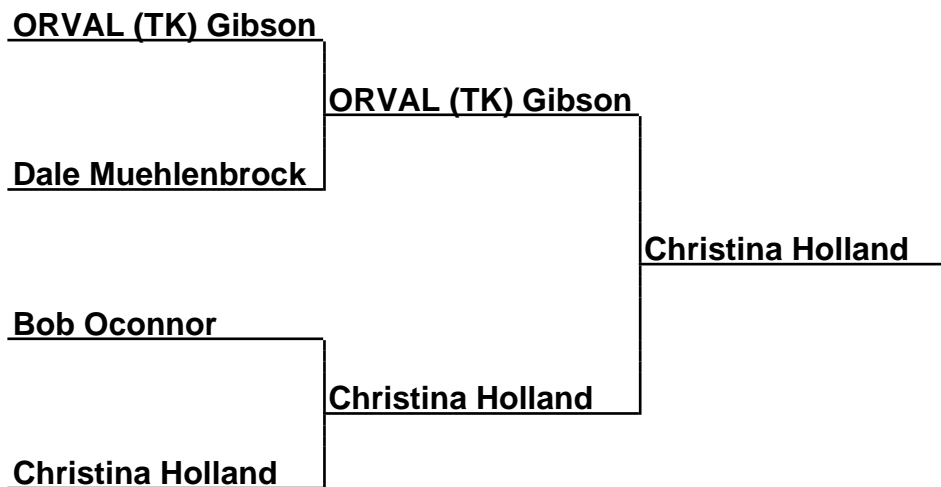 ORVAL (TK) Gibson
ORVAL (TK) Gibson
Dale Muehlenbrock
Christina Holland
Bob Oconnor
Christina Holland
Christina Holland